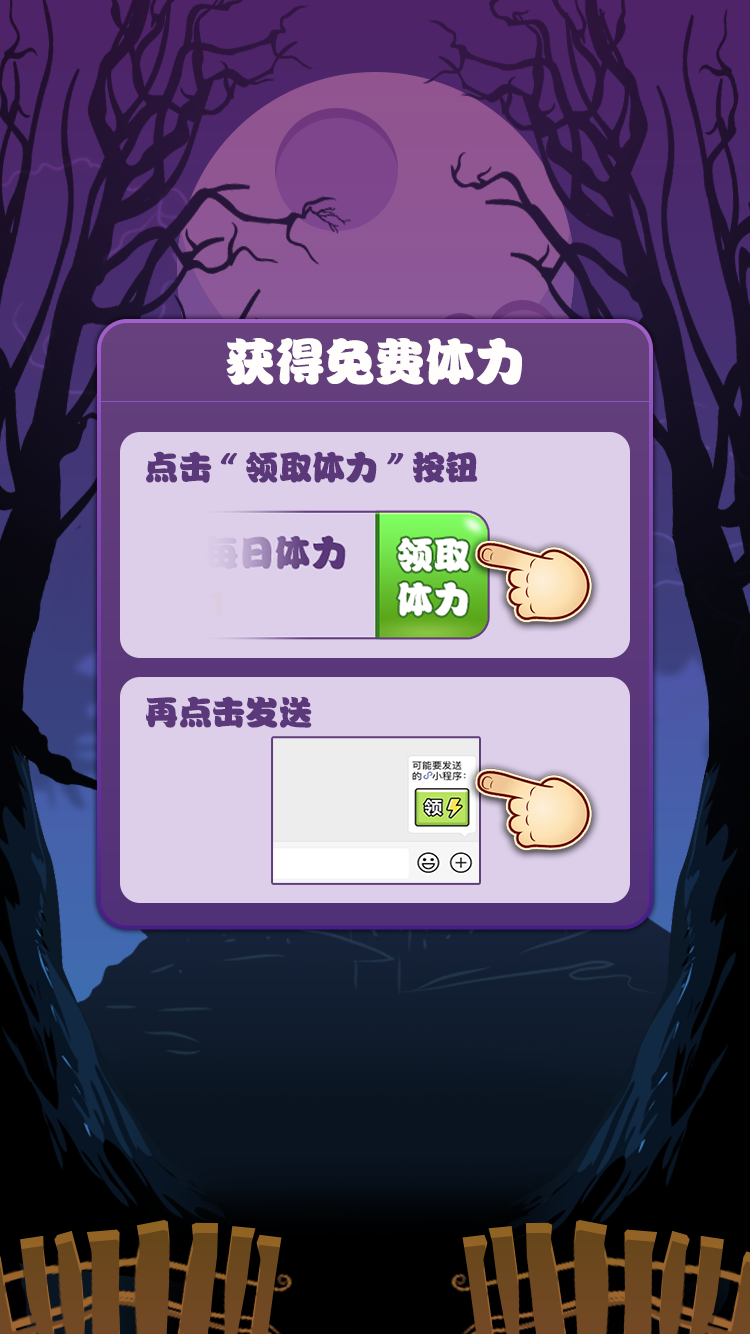 获得免费体力
点击“领取体力”按钮
每日体力
领取
体力
1
再点击发送
可能要发送
的小程序：
领